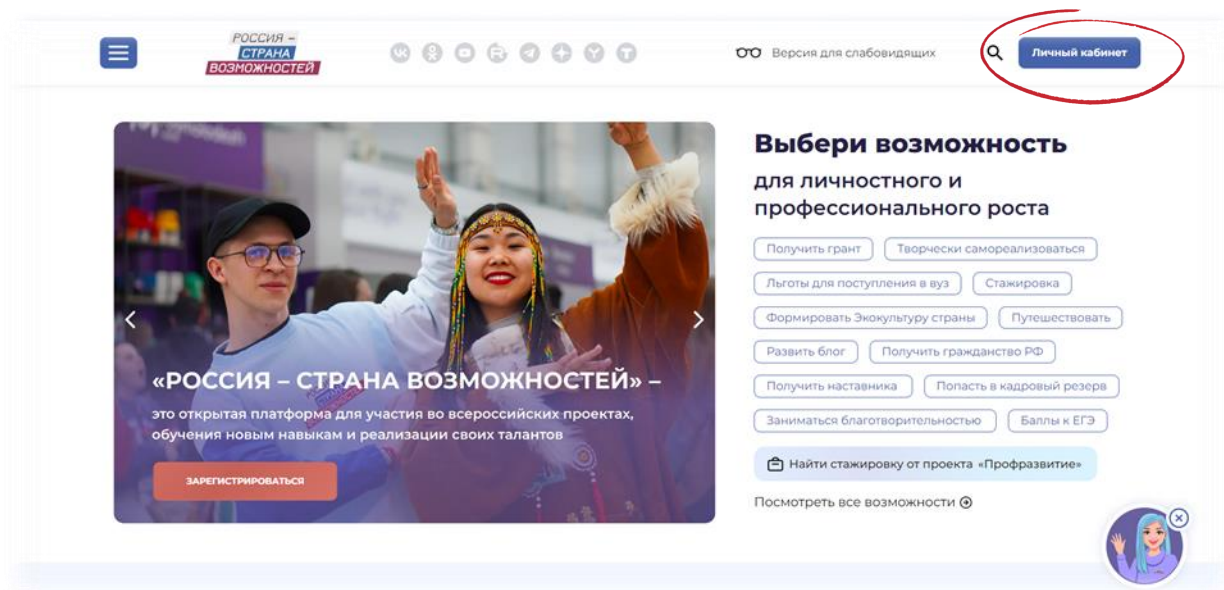 РОССИЯ –
СТРАНА
ВОЗМОЖНОСТЕЙ
Версия для слабовидящих
Личный кабинет
Выбери возможность
для личностного и
профессионального роста
Получить грант
Творчески самореализоваться
Льготы для поступления в вуз
Стажировка
Формировать Экокультуру страны
Путешествовать
Развить блог
Получить гражданство РФ
Получить наставника
Попасть в кадровый резерв
Заниматься благотворительностью
Баллы к ЕГЭ
Найти стажировку от проекта «Профразвитие»
Посмотреть все возможности
«РОССИЯ – СТРАНА ВОЗМОЖНОСТЕЙ» –
это открытая платформа для участия во всероссийских проектах,
обучения новым навыкам и реализации своих талантов
ЗАРЕГИСТРИРОВАТЬСЯ